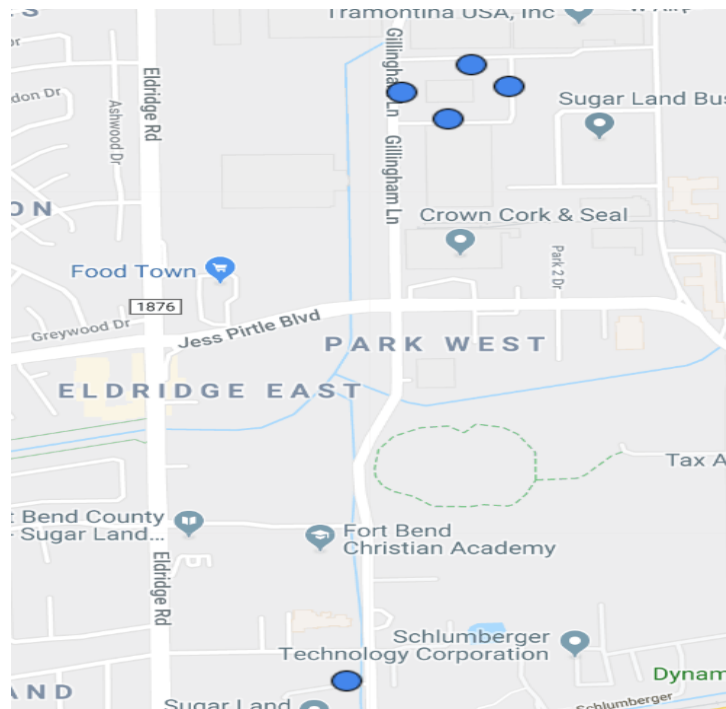 Tramontina USA, Inc
Gillingham Ln
Eldridge Rd
Ashwood Dr
Sugar Land Bus
Gillingham Ln
Crown Cork & Seal
Park 2 Dr
Food Town
1876
Greywood Dr
Jess Pirtle Blvd
PARK WEST
ELDRIDGE EAST
Tax A
Bend County
Sugar Land...
Fort Bend
Christian Academy
Eldridge Rd
Schlumberger
Technology Corporation
Dynam
Schlumberger
Sugar Land